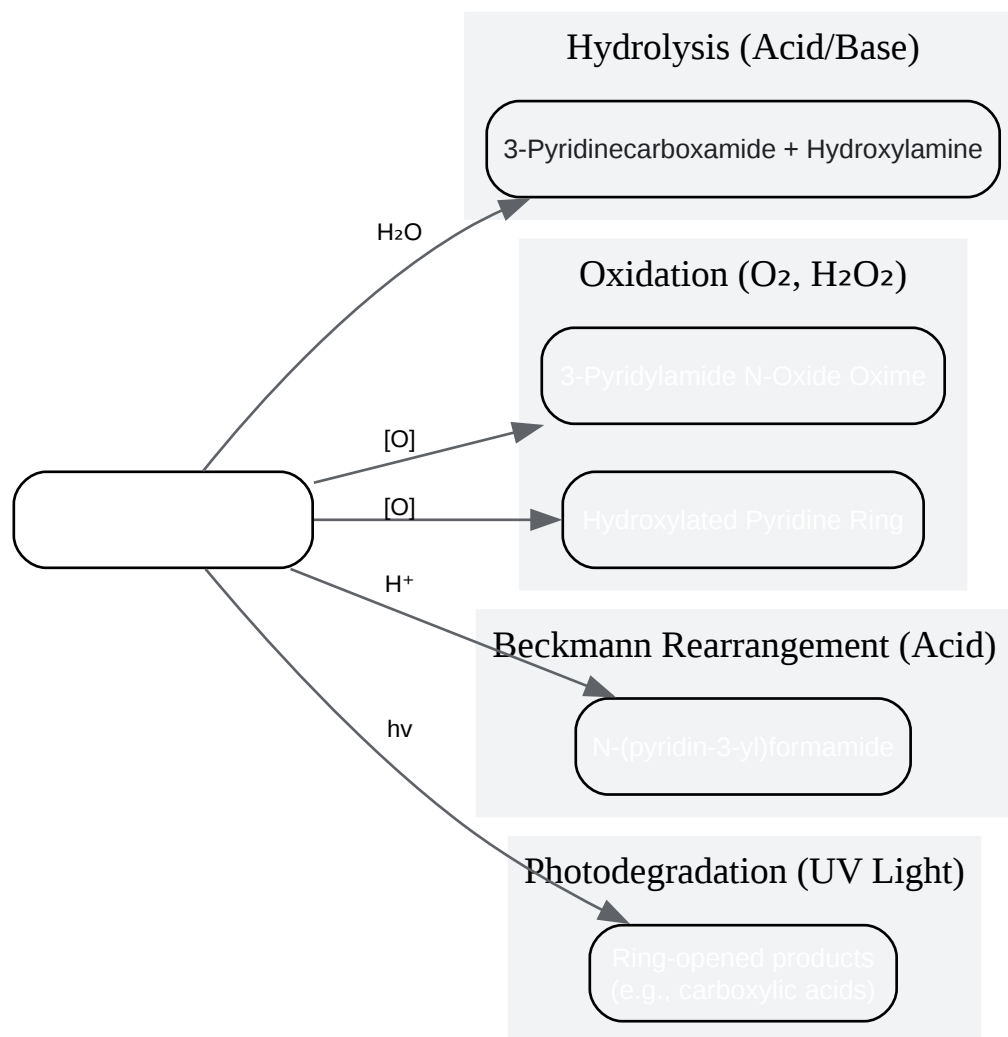 Hydrolysis (Acid/Base)
3-Pyridinecarboxamide + Hydroxylamine
H₂O
Oxidation (O₂, H₂O₂)
3-Pyridylamide N-Oxide Oxime
[O]
[O]
Hydroxylated Pyridine Ring
H⁺
Beckmann Rearrangement (Acid)
N-(pyridin-3-yl)formamide
hv
Photodegradation (UV Light)
Ring-opened products
(e.g., carboxylic acids)